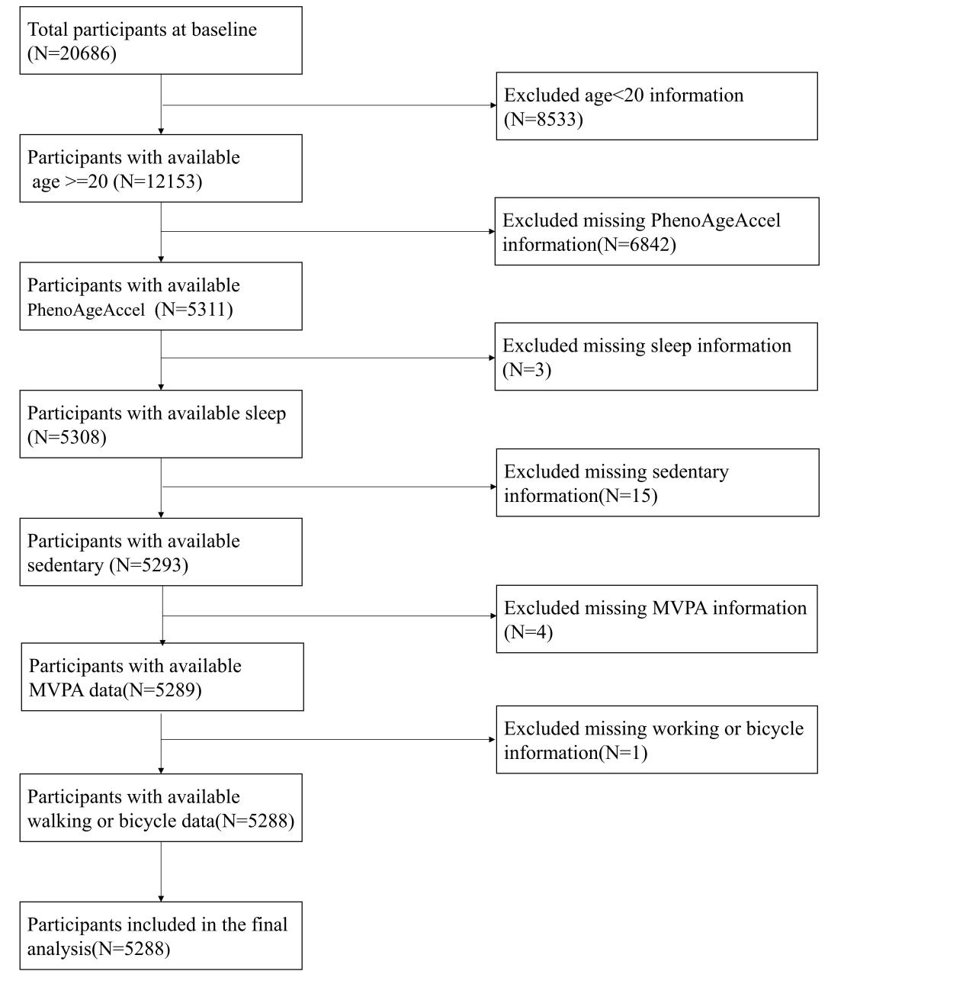 Total participants at baseline
(N=20686)
Excluded age<20 information
(N=8533)
Participants with available
age >=20 (N=12153)
Excluded missing PhenoAgeAccel
information(N=6842)
Participants with available
PhenoAgeAccel (N=5311)
Excluded missing sleep information
(N=3)
Participants with available sleep
(N=5308)
Excluded missing sedentary
information(N=15)
Participants with available
sedentary (N=5293)
Excluded missing MVPA information
(N=4)
Participants with available
MVPA data(N=5289)
Excluded missing working or bicycle
information(N=1)
Participants with available
walking or bicycle data(N=5288)
Participants included in the final
analysis(N=5288)